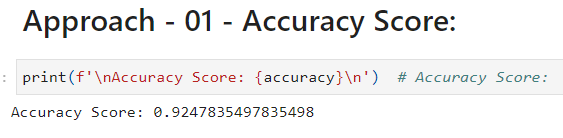 Approach - 01 - Accuracy Score:
: print(f'\nAccuracy Score: {accuracy}\n')  # Accuracy Score:
Accuracy Score: 0.9247835497835498